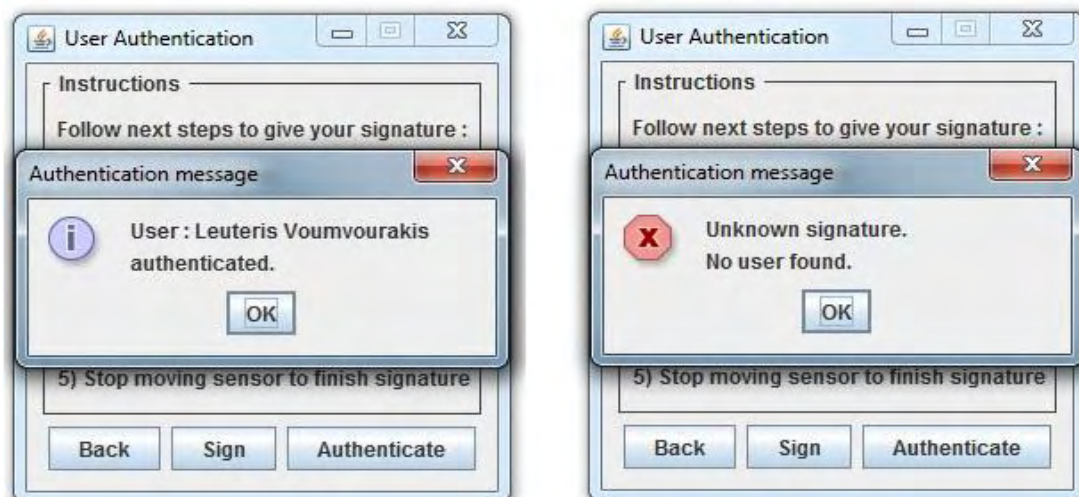 User Authentication
Instructions
Follow next steps to give your signature :
Authentication message
User : Leuteris Voumvourakis
authenticated.
OK
5) Stop moving sensor to finish signature
Back Sign Authenticate
User Authentication
Instructions
Follow next steps to give your signature :
Authentication message
Unknown signature.
No user found.
OK
5) Stop moving sensor to finish signature
Back Sign Authenticate